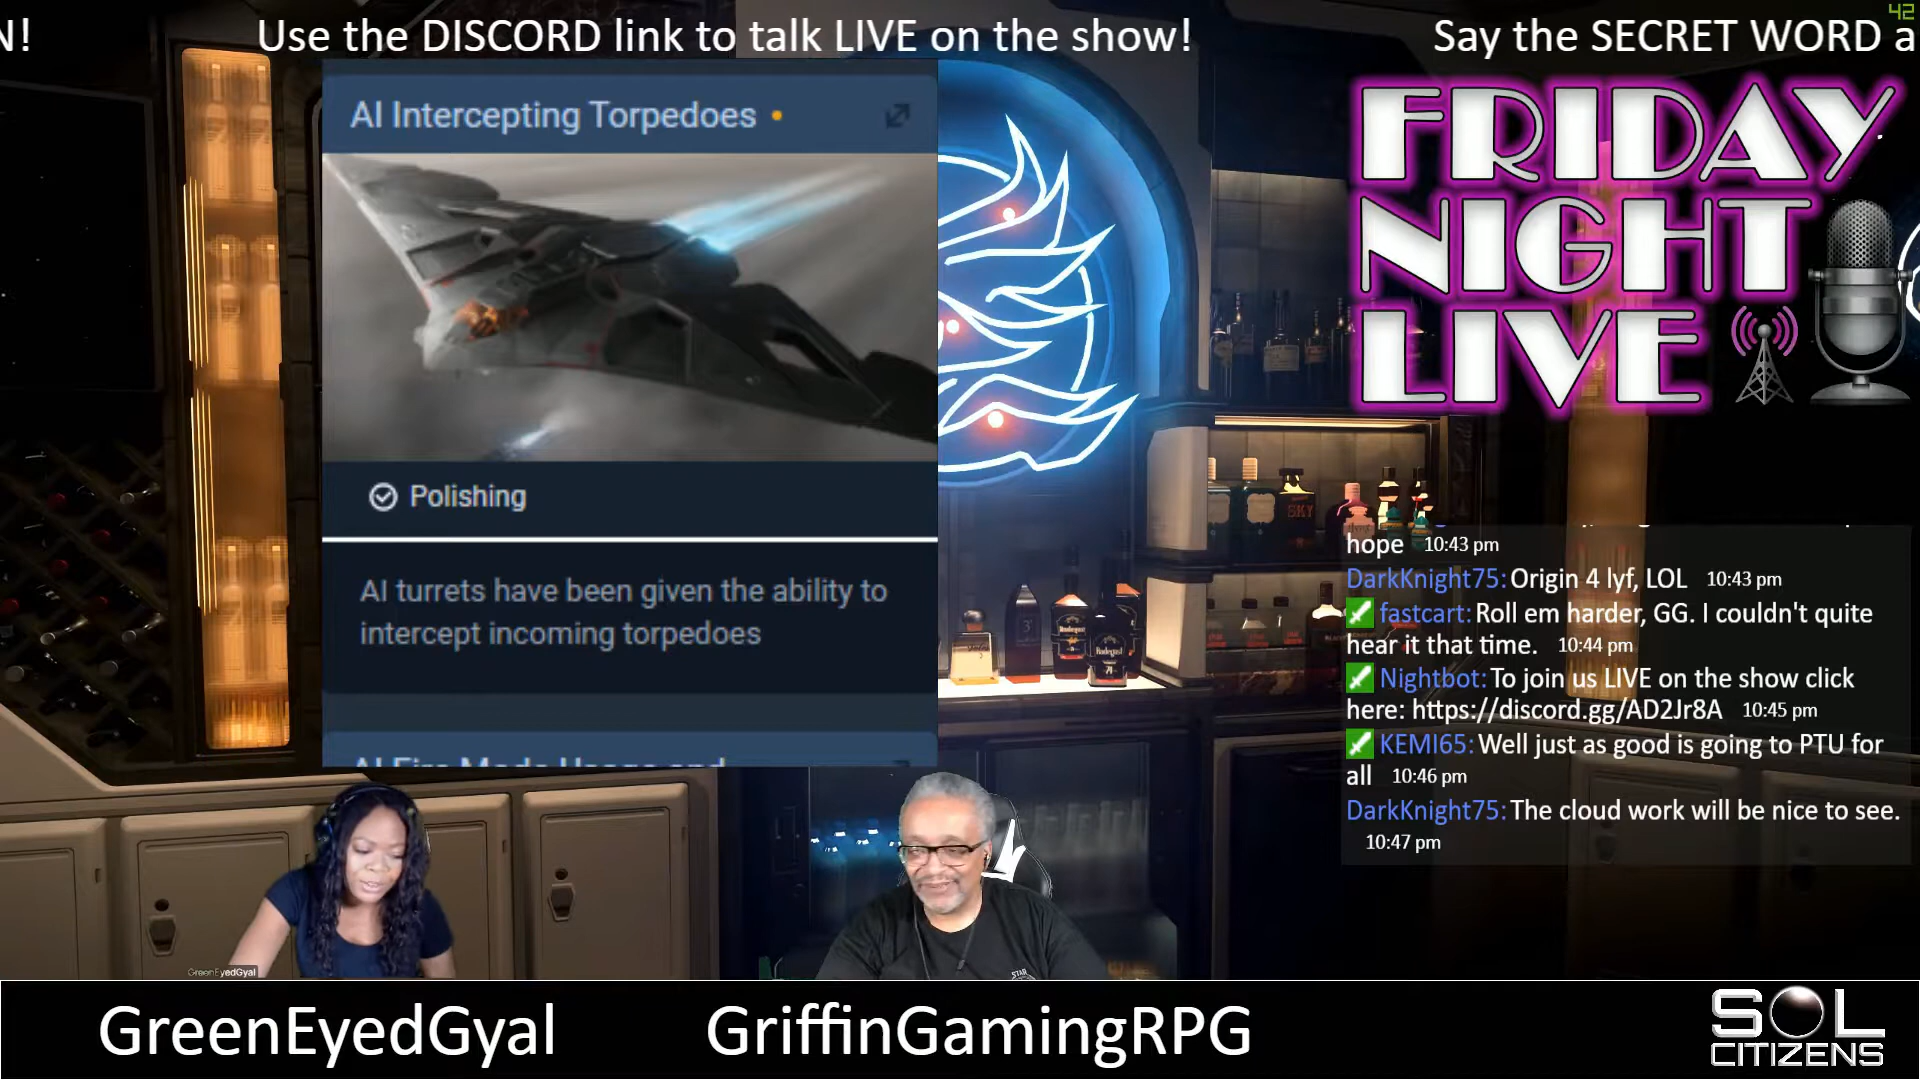 N!
Use the DISCORD link to talk LIVE on the show!
Say the SECRET WORD a
42
AI Intercepting Torpedoes
Polishing
AI turrets have been given the ability to
intercept incoming torpedoes
FRIDAY
NIGHT
LIVE
hope 10:43 pm
DarkKnight75: Origin 4 lyf, LOL 10:43 pm
fastcart: Roll em harder, GG. I couldn't quite
hear it that time. 10:44 pm
Nightbot: To join us LIVE on the show click
here: https://discord.gg/AD2Jr8A 10:45 pm
KEMI65: Well just as good is going to PTU for
all 10:46 pm
DarkKnight75: The cloud work will be nice to see.
10:47 pm
SKY
Radegast
Radegast
GreenEyedGyal
STAR
GreenEyedGyal
GriffinGamingRPG
SOL
CITIZENS